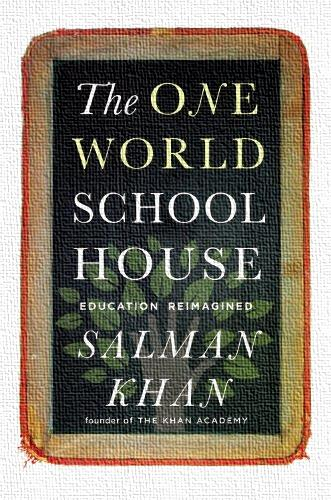 The ONE
WORLD
SCHOOL
HOUSE
EDUCATION REIMAGINED
SALMAN
KHAN
founder of THE KHAN ACADEMY